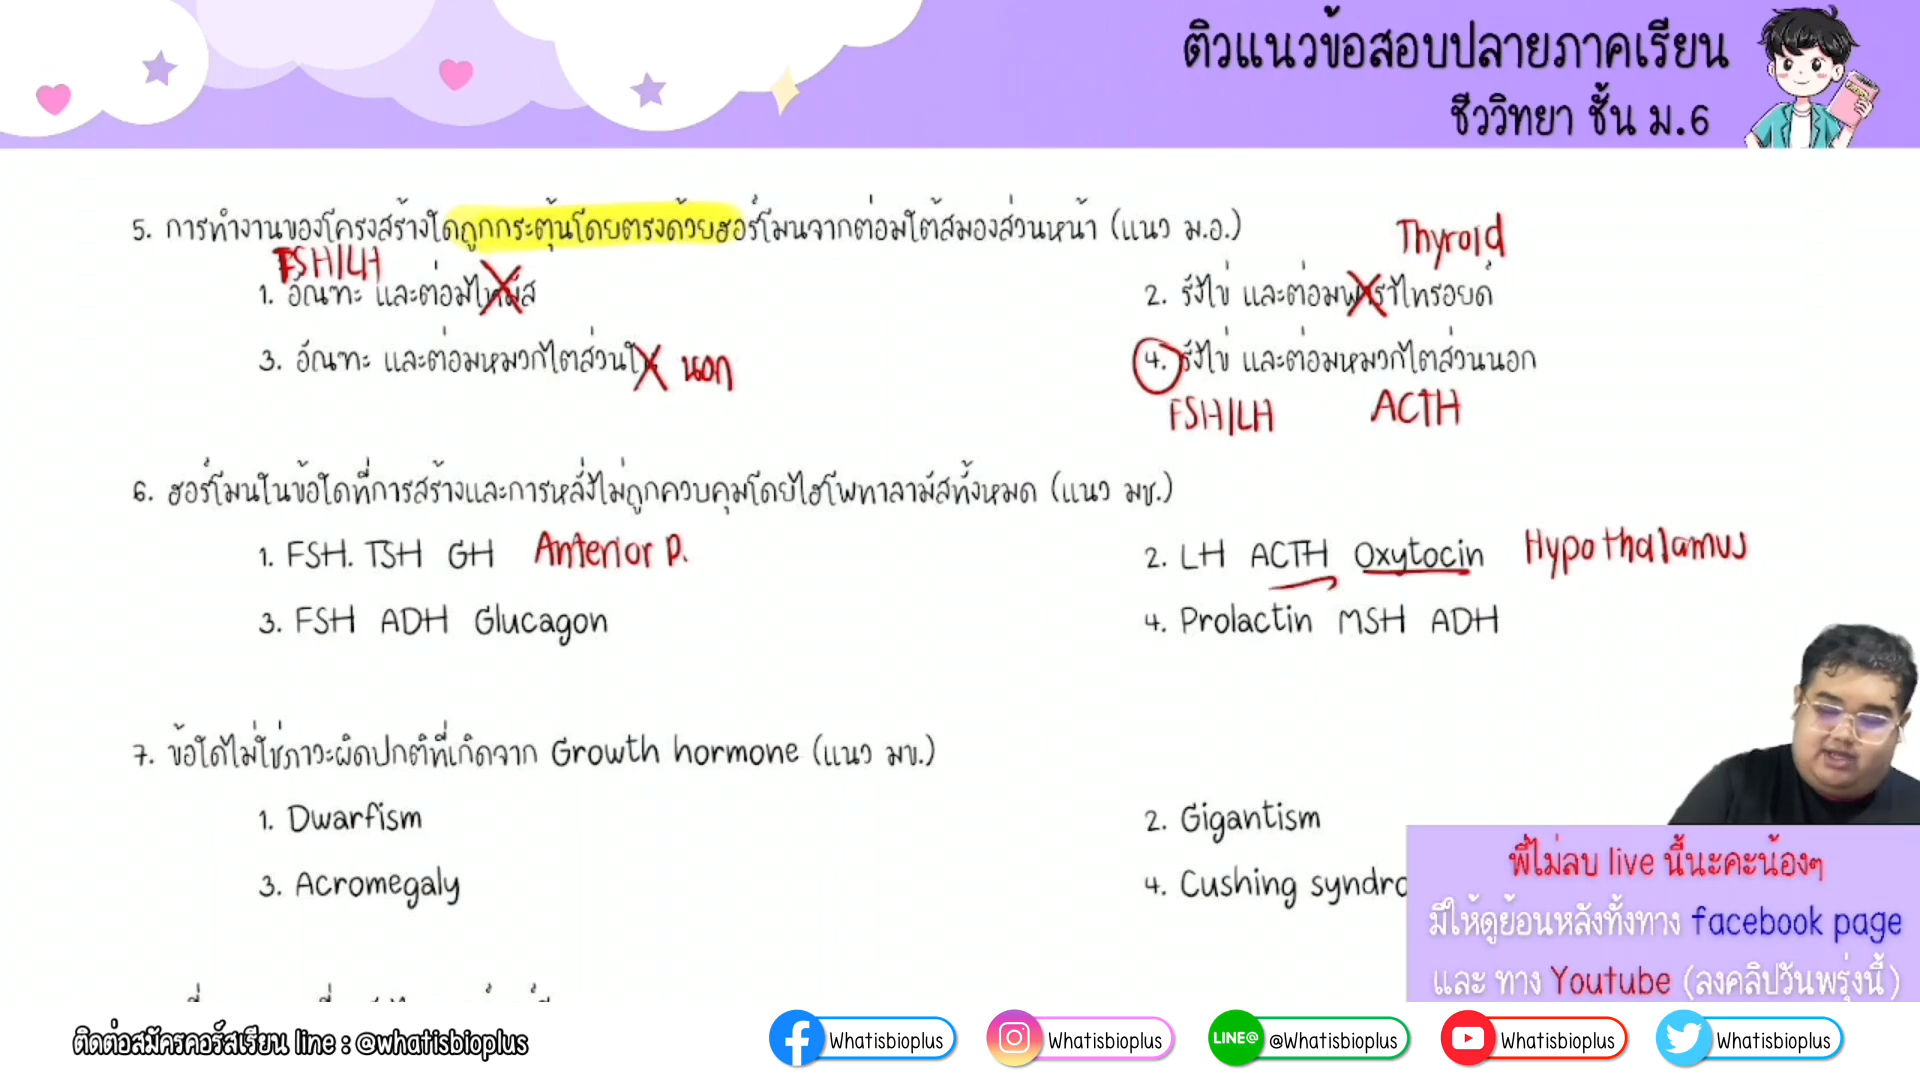 ติวแนวข้อสอบปลายภาคเรียน
ชีววิทยา ชั้น ม.6
5. การทำงานของโครงสร้างใดถูกกระตุ้นโดยตรงด้วยฮอร์โมนจากต่อมใต้สมองส่วนหน้า (แนว ม.อ.)
FSH/LH
Thyroid
1. อัณฑะ และต่อมไทมัส
2. รังไข่ และต่อมพาราไทรอยด์
3. อัณฑะ และต่อมหมวกไตส่วนใน นอก
4. รังไข่ และต่อมหมวกไตส่วนนอก
FSH/LH ACTH
6. ฮอร์โมนในข้อใดที่การสร้างและการหลั่งไม่ถูกควบคุมโดยไฮโพทาลามัสทั้งหมด (แนว มช.)
1. FSH. TSH GH Anterior P.
2. LH ACTH Oxytocin Hypothalamus
3. FSH ADH Glucagon
4. Prolactin MSH ADH
7. ข้อใดไม่ใช่ภาวะผิดปกติที่เกิดจาก Growth hormone (แนว มข.)
1. Dwarfism
2. Gigantism
3. Acromegaly
4. Cushing syndro
พี่ไม่ลบ live นี้นะคะน้องๆ
มีให้ดูย้อนหลังทั้งทาง facebook page
และ ทาง Youtube (ลงคลิปวันพรุ่งนี้)
ติดต่อสมัครคอร์สเรียน line : @whatisbioplus
Whatisbioplus
Whatisbioplus
LINE@ @Whatisbioplus
Whatisbioplus
Whatisbioplus